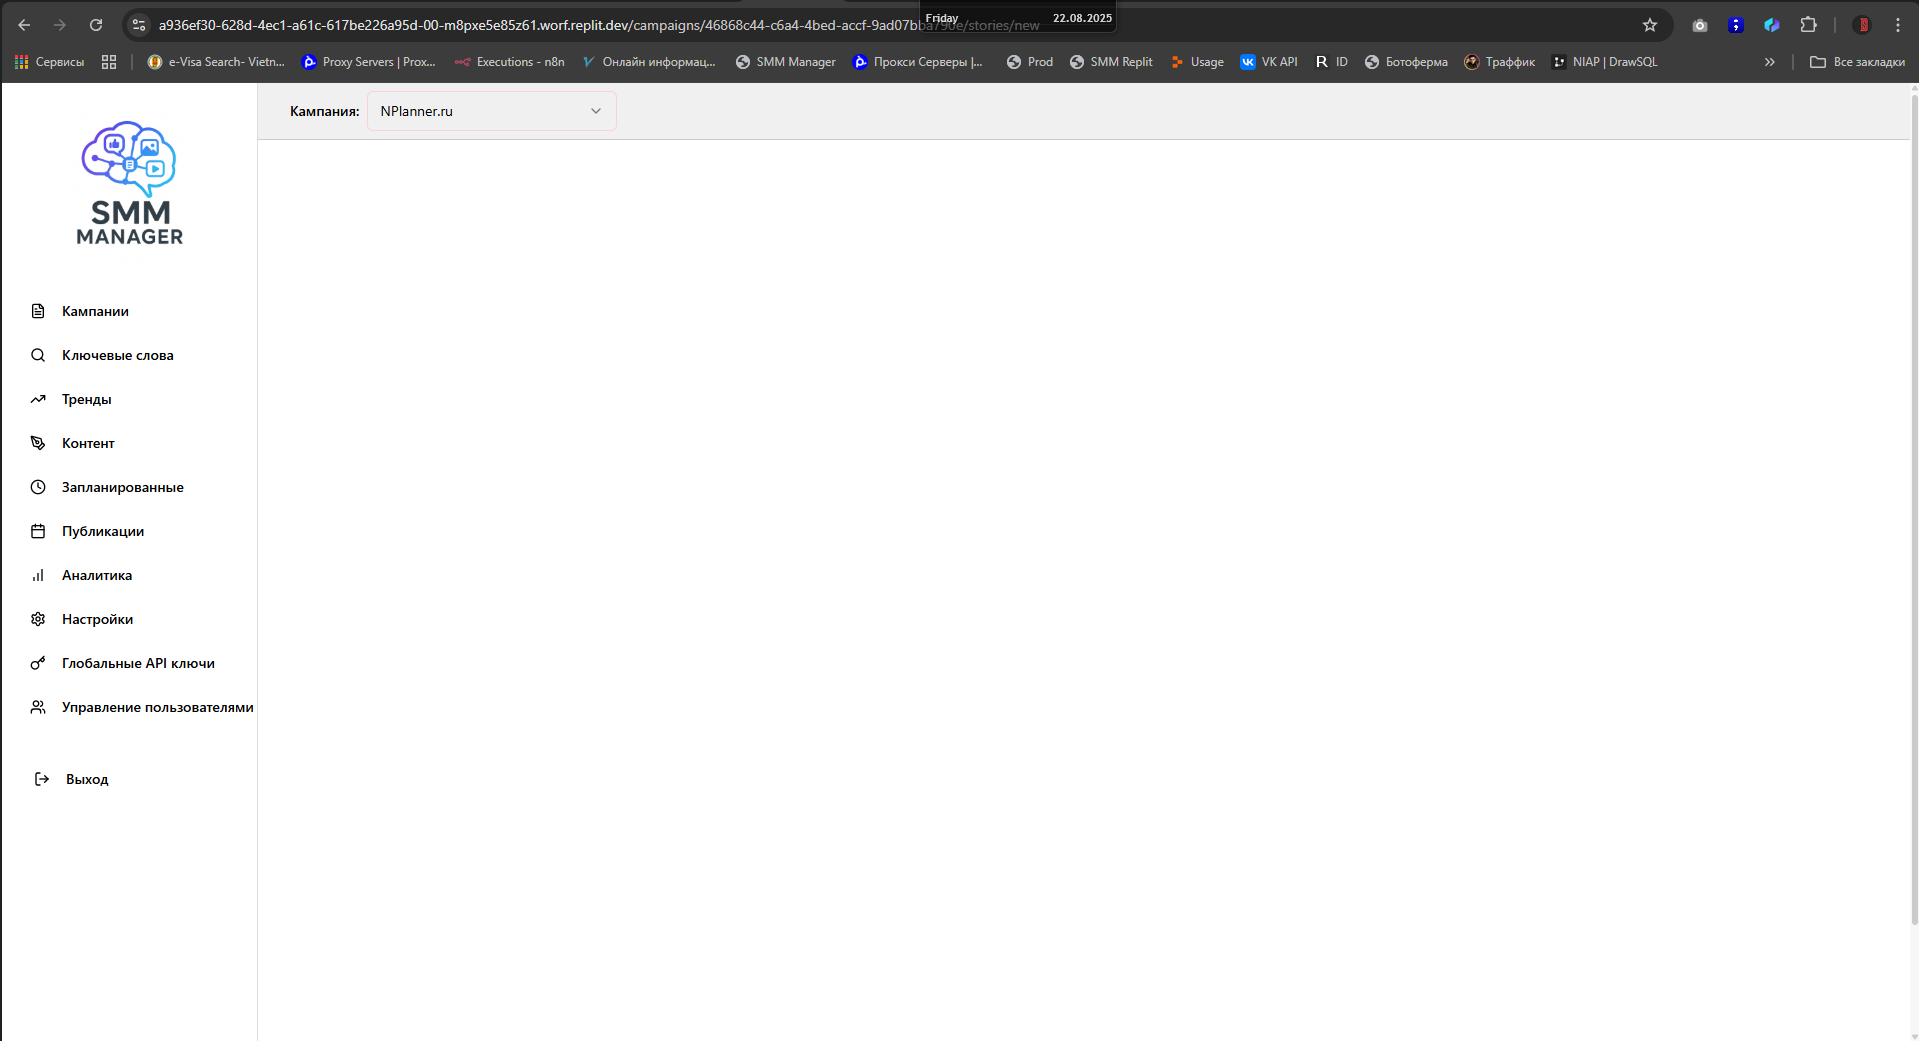 Friday 22.08.2025
a936ef30-628d-4ec1-a61c-617be226a95d-00-m8pxe5e85z61.worf.replit.dev/campaigns/46868c44-c6a4-4bed-accf-9ad07bba790e/stories/new
Сервисы
e-Visa Search- Vietn...
Proxy Servers | Prox...
Executions - n8n
Онлайн информац...
SMM Manager
Прокси Серверы |...
Prod
SMM Replit
Usage
VK API
R ID
Ботоферма
Траффик
NIAP | DrawSQL
Все закладки
Кампания: NPlanner.ru
SMM
MANAGER
Кампании
Ключевые слова
Тренды
Контент
Запланированные
Публикации
Аналитика
Настройки
Глобальные API ключи
Управление пользователями
Выход